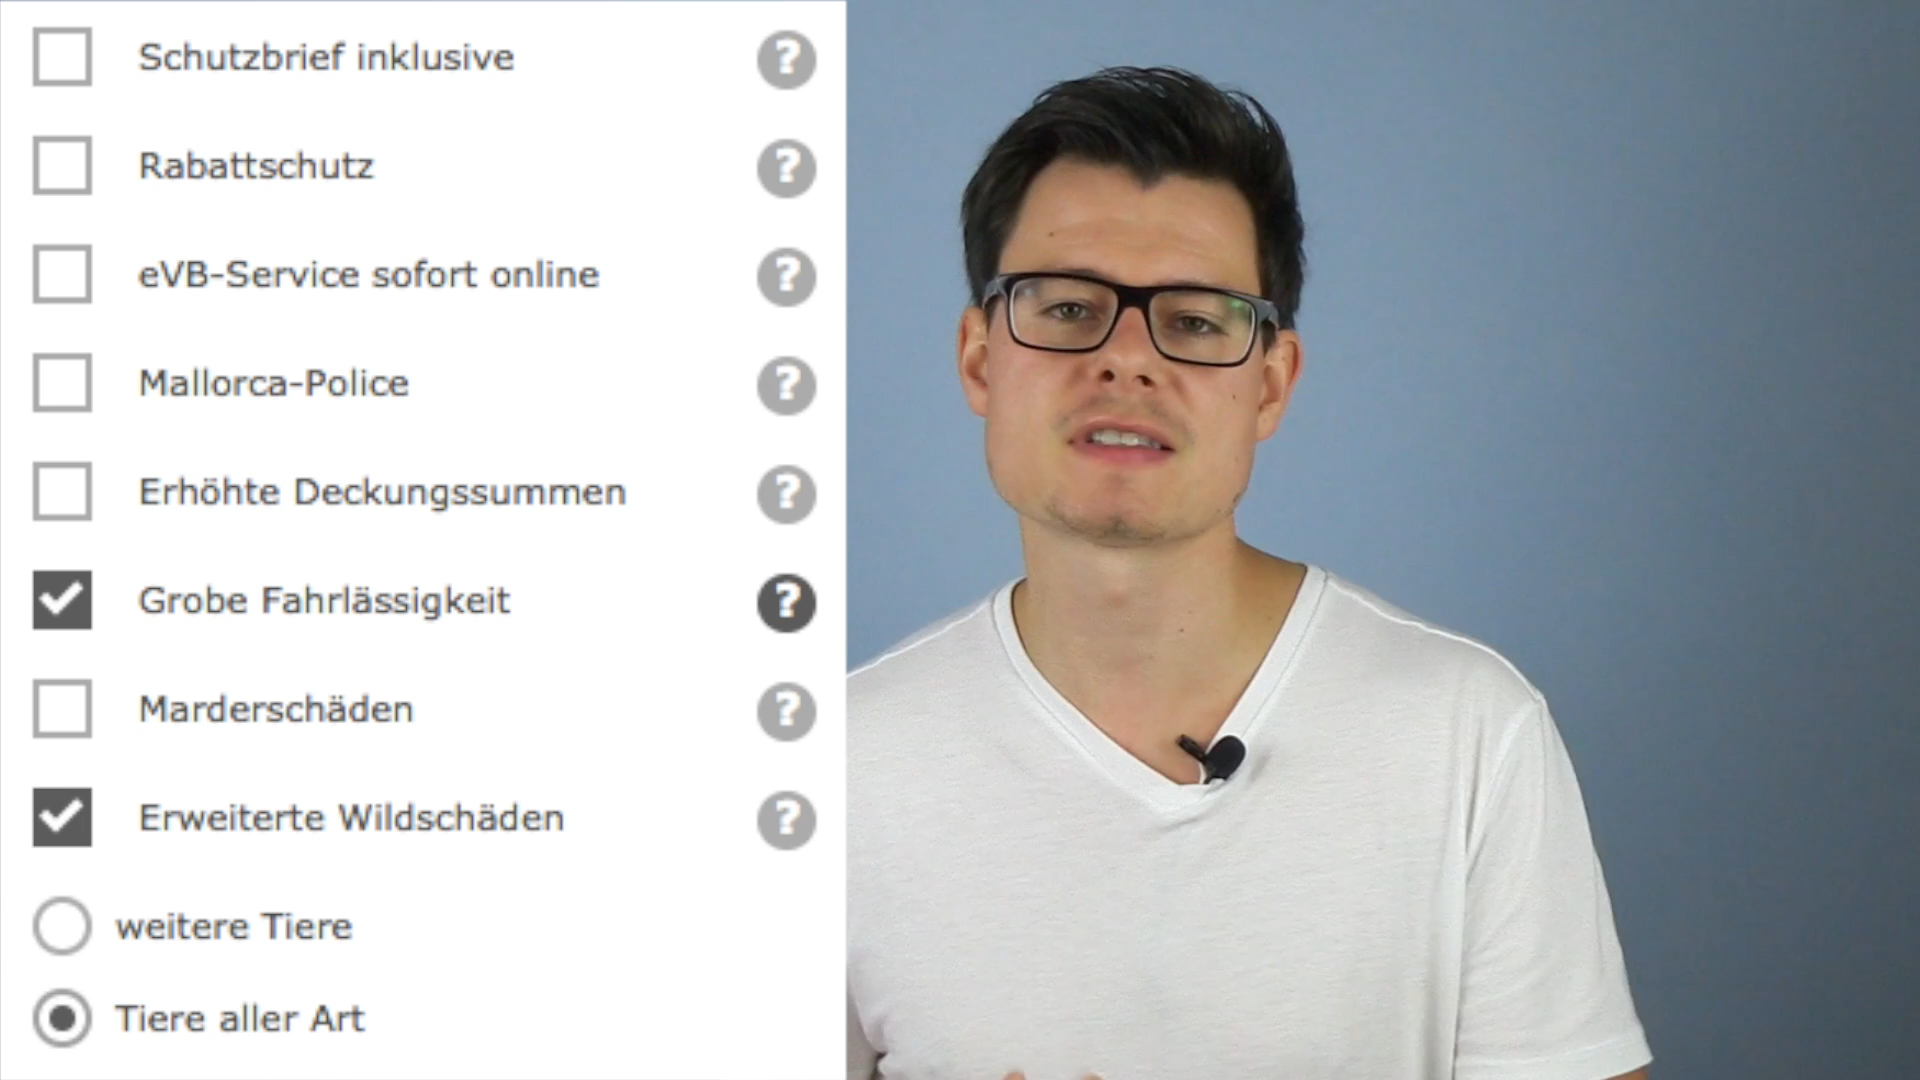 Schutzbrief inklusive ?
Rabattschutz ?
eVB-Service sofort online ?
Mallorca-Police ?
Erhöhte Deckungssummen ?
Grobe Fahrlässigkeit ?
Marderschäden ?
Erweiterte Wildschäden ?
weitere Tiere
Tiere aller Art